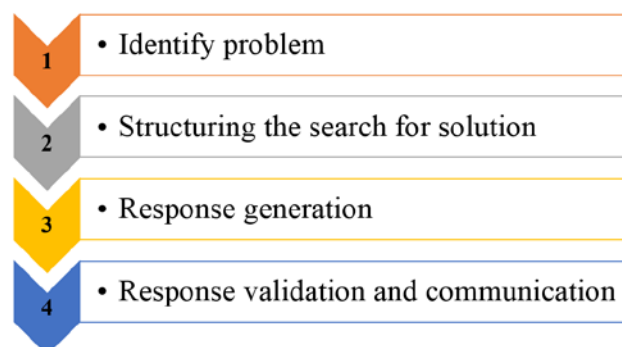 1
• Identify problem
2
• Structuring the search for solution
3
• Response generation
4
• Response validation and communication